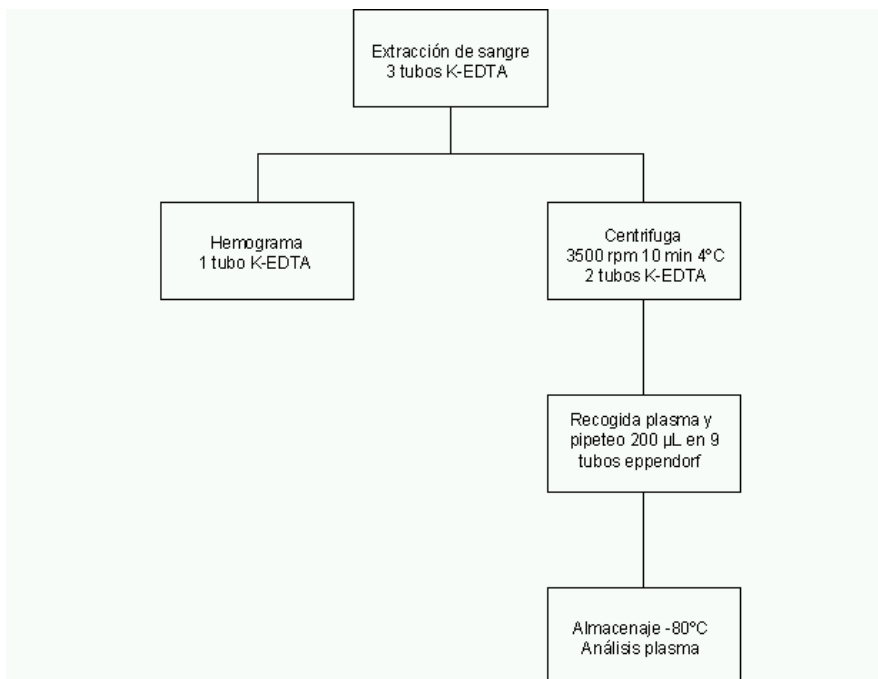 Extracción de sangre
3 tubos K-EDTA
Hemograma
1 tubo K-EDTA
Centrifuga
3500 rpm 10 min 4°C
2 tubos K-EDTA
Recogida plasma y
pipeteo 200 µL en 9
tubos eppendorf
Almacenaje -80°C
Análisis plasma